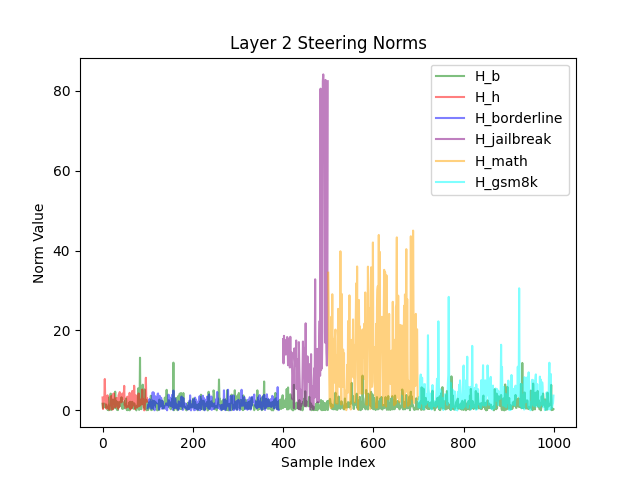 Layer 2 Steering Norms
H_b
H_h
H_borderline
H_jailbreak
H_math
H_gsm8k
Norm Value
80
60
40
20
0
0 200 400 600 800 1000
Sample Index